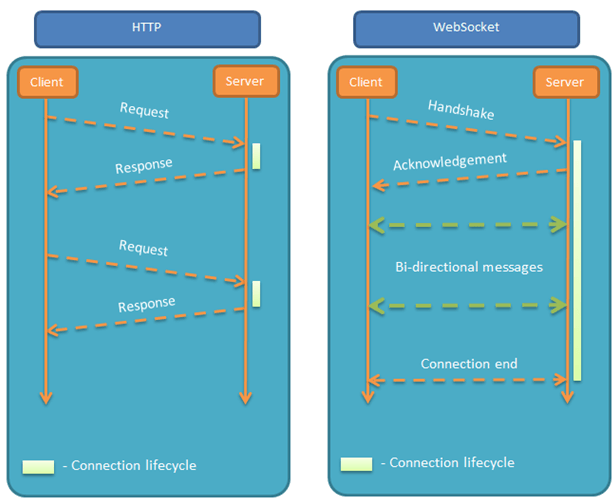 HTTP
Client
Server
Request
Response
Request
Response
- Connection lifecycle
WebSocket
Client
Server
Handshake
Acknowledgement
Bi-directional messages
Connection end
- Connection lifecycle